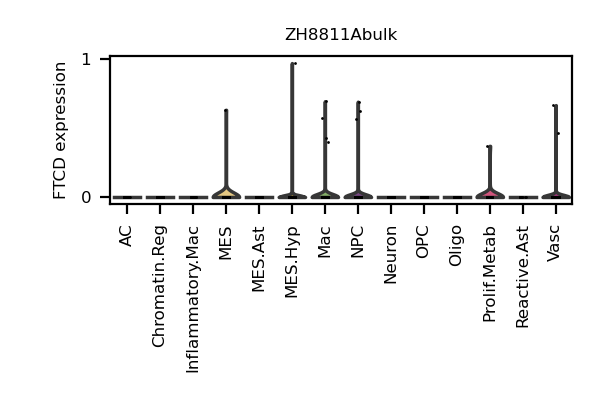 ZH8811Abulk
FTCD expression
1
0
AC
Chromatin.Reg
Inflammatory.Mac
MES
MES.Ast
MES.Hyp
Mac
NPC
Neuron
OPC
Oligo
Prolif.Metab
Reactive.Ast
Vasc